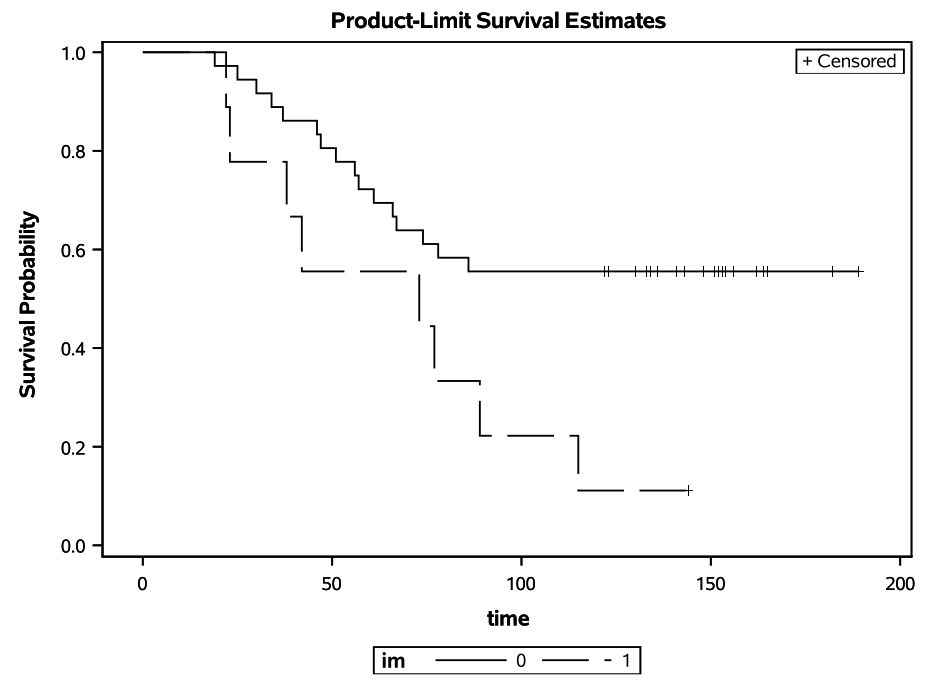 Product-Limit Survival Estimates
+ Censored
1.0
0.8
0.6
0.4
0.2
0.0
Survival Probability
0 50 100 150 200
time
im 0 1